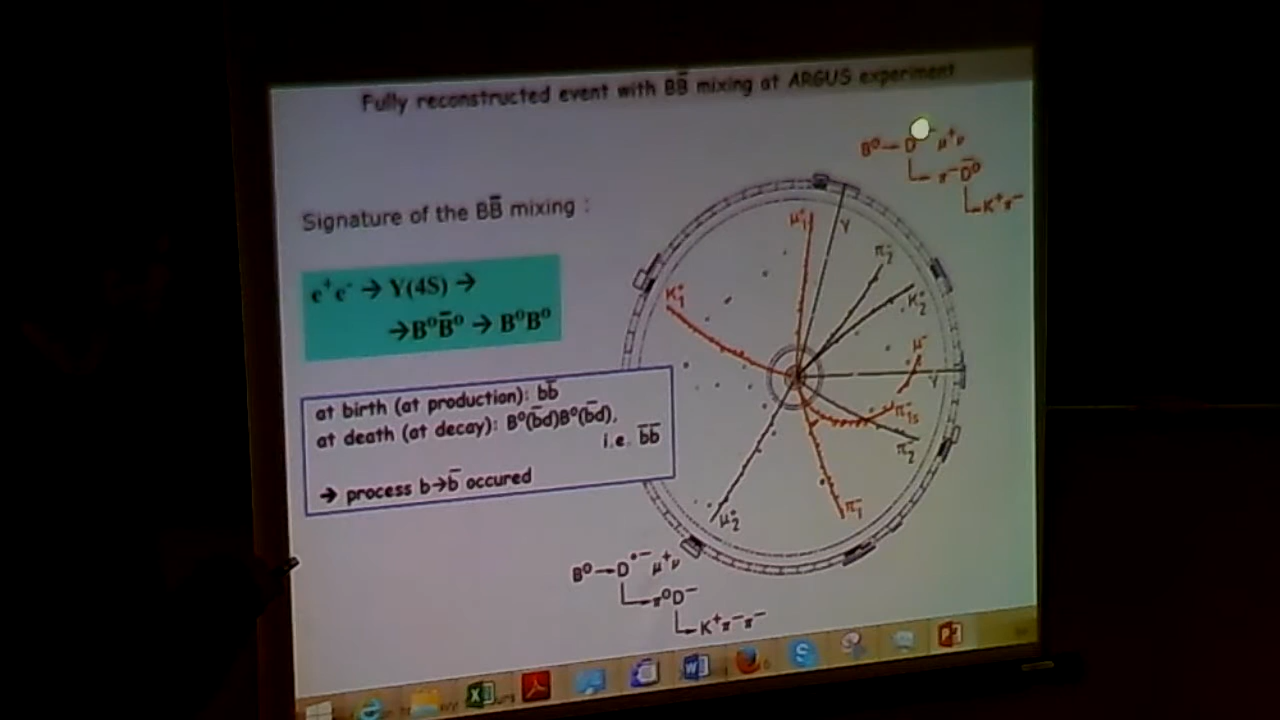 Fully reconstructed event with BB̅ mixing at ARGUS experiment
Signature of the BB̅ mixing :
e⁺e⁻ → Υ(4S) →
→B⁰B̅⁰ → B⁰B⁰
at birth (at production): bb̅
at death (at decay): B⁰(b̅d)B⁰(b̅d),
i.e. b̅b̅
→ process b→b̅ occured
B⁰→D μ⁺ν
π⁻D̅⁰
K⁺π⁻
μ₁⁺
γ
π₂⁻
K₁⁺
K₂⁺
μ⁻
γ
π₁s⁻
π₂⁻
π₁⁻
μ₂⁺
B⁰→D*⁻μ⁺ν
π⁰D⁻
K⁺π⁻π⁻